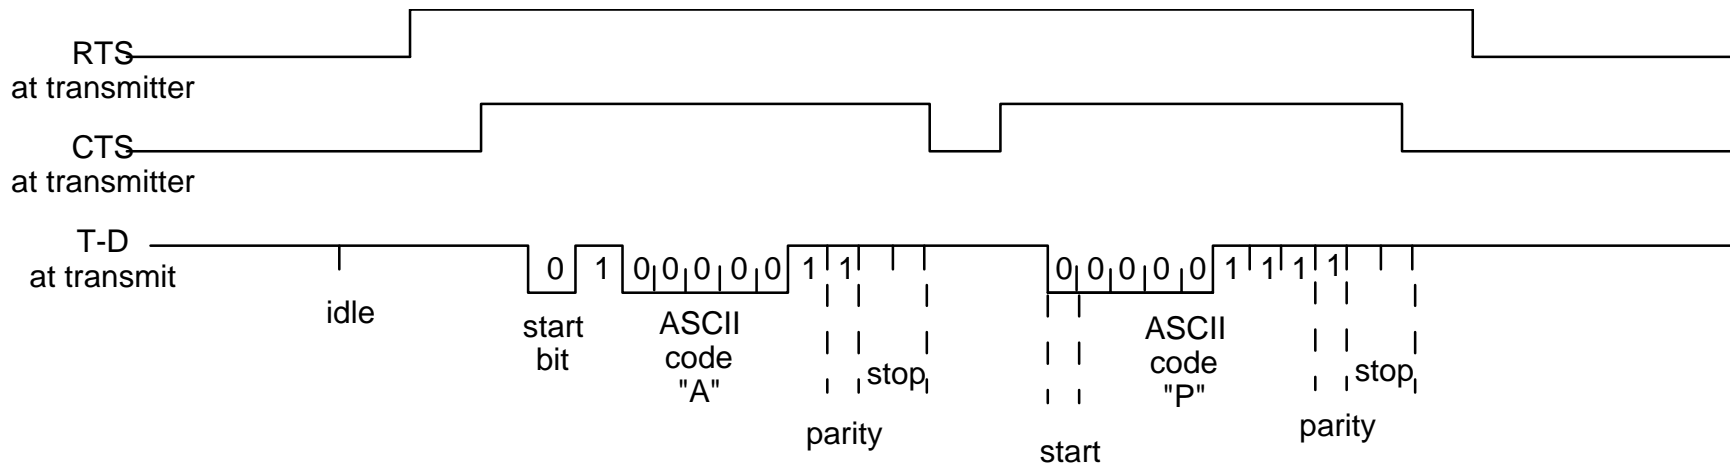 RTS
at transmitter
CTS
at transmitter
T-D
at transmit
0 1 0 0 0 0 0 1 1
0 0 0 0 0 1 1 1 1
idle
start
bit
ASCII
code
"A"
stop
parity
start
ASCII
code
"P"
stop
parity